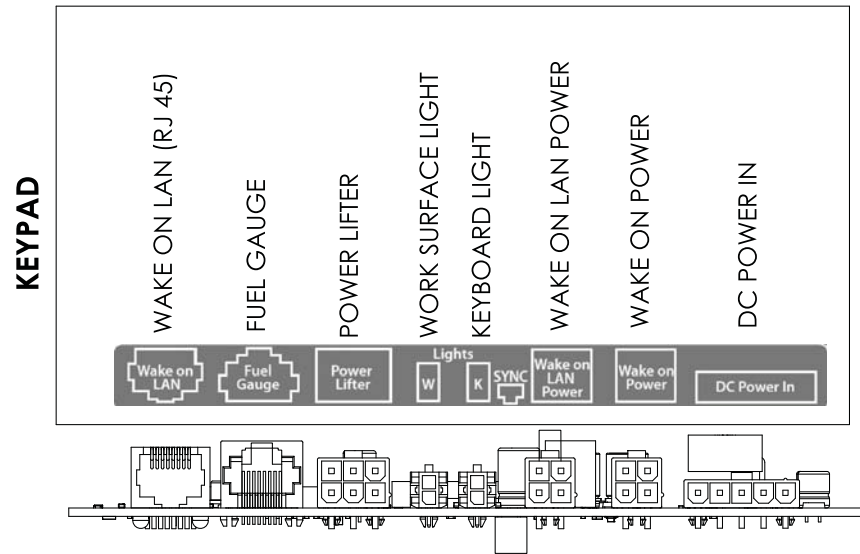 KEYPAD
WAKE ON LAN (RJ 45)
FUEL GAUGE
POWER LIFTER
WORK SURFACE LIGHT
KEYBOARD LIGHT
WAKE ON LAN POWER
WAKE ON POWER
DC POWER IN
Wake on
LAN
Fuel
Gauge
Power
Lifter
Lights
W
K
SYNC
Wake on
LAN
Power
Wake on
Power
DC Power In